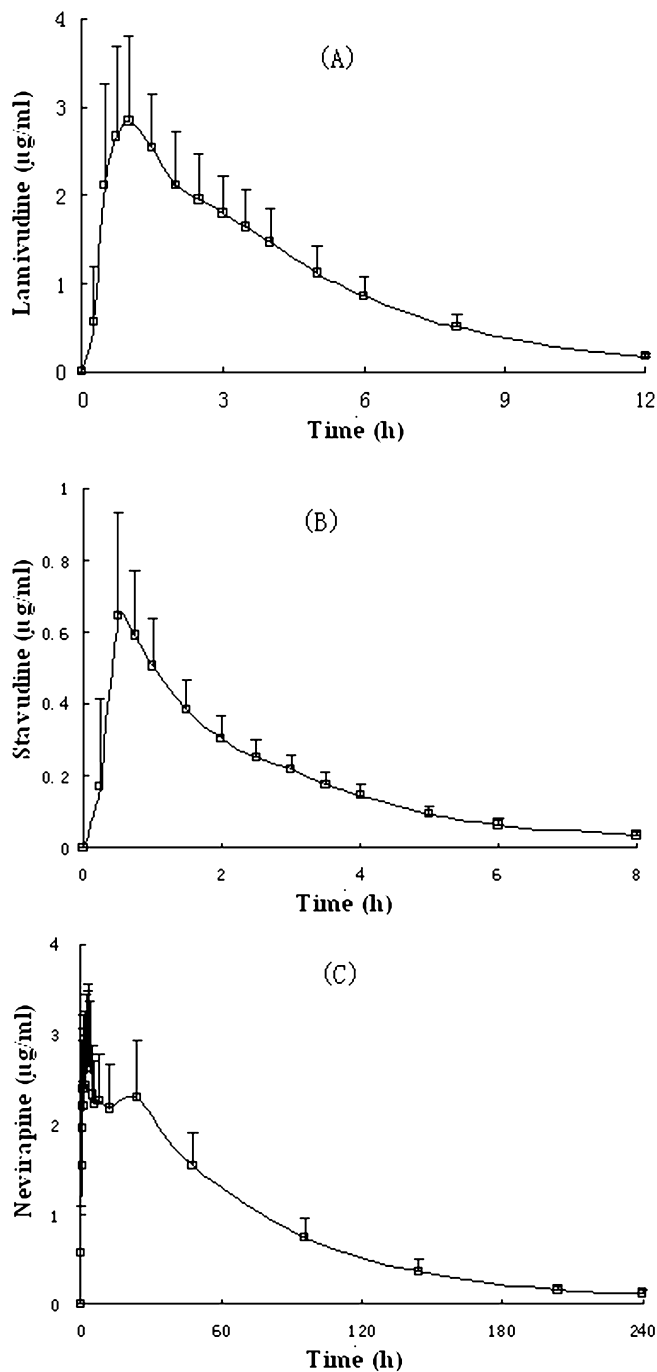 (A)
Lamivudine (μg/ml)
4
3
2
1
0
0 3 6 9 12
Time (h)
(B)
Stavudine (μg/ml)
1
0.8
0.6
0.4
0.2
0
0 2 4 6 8
Time (h)
(C)
Nevirapine (μg/ml)
4
3
2
1
0
0 60 120 180 240
Time (h)